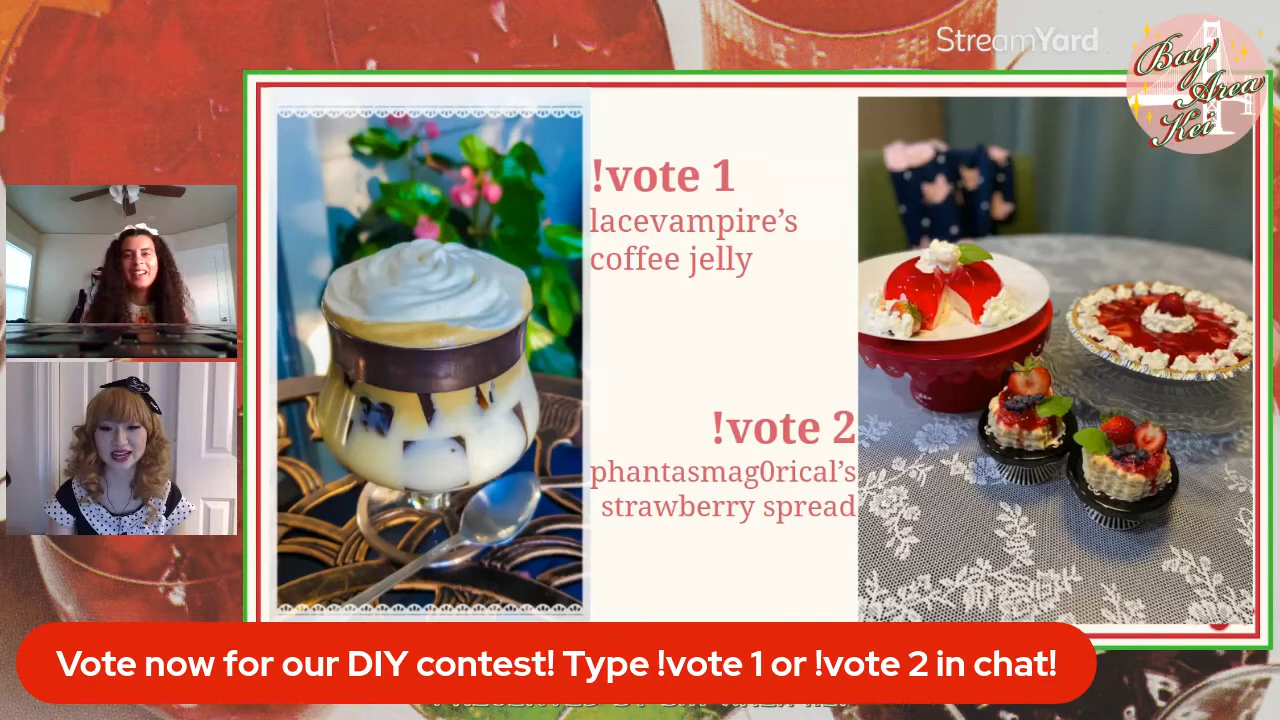 StreamYard
Bay
Area
Kei
!vote 1
lacevampire's
coffee jelly
!vote 2
phantasmag0rical's
strawberry spread
Vote now for our DIY contest! Type !vote 1 or !vote 2 in chat!